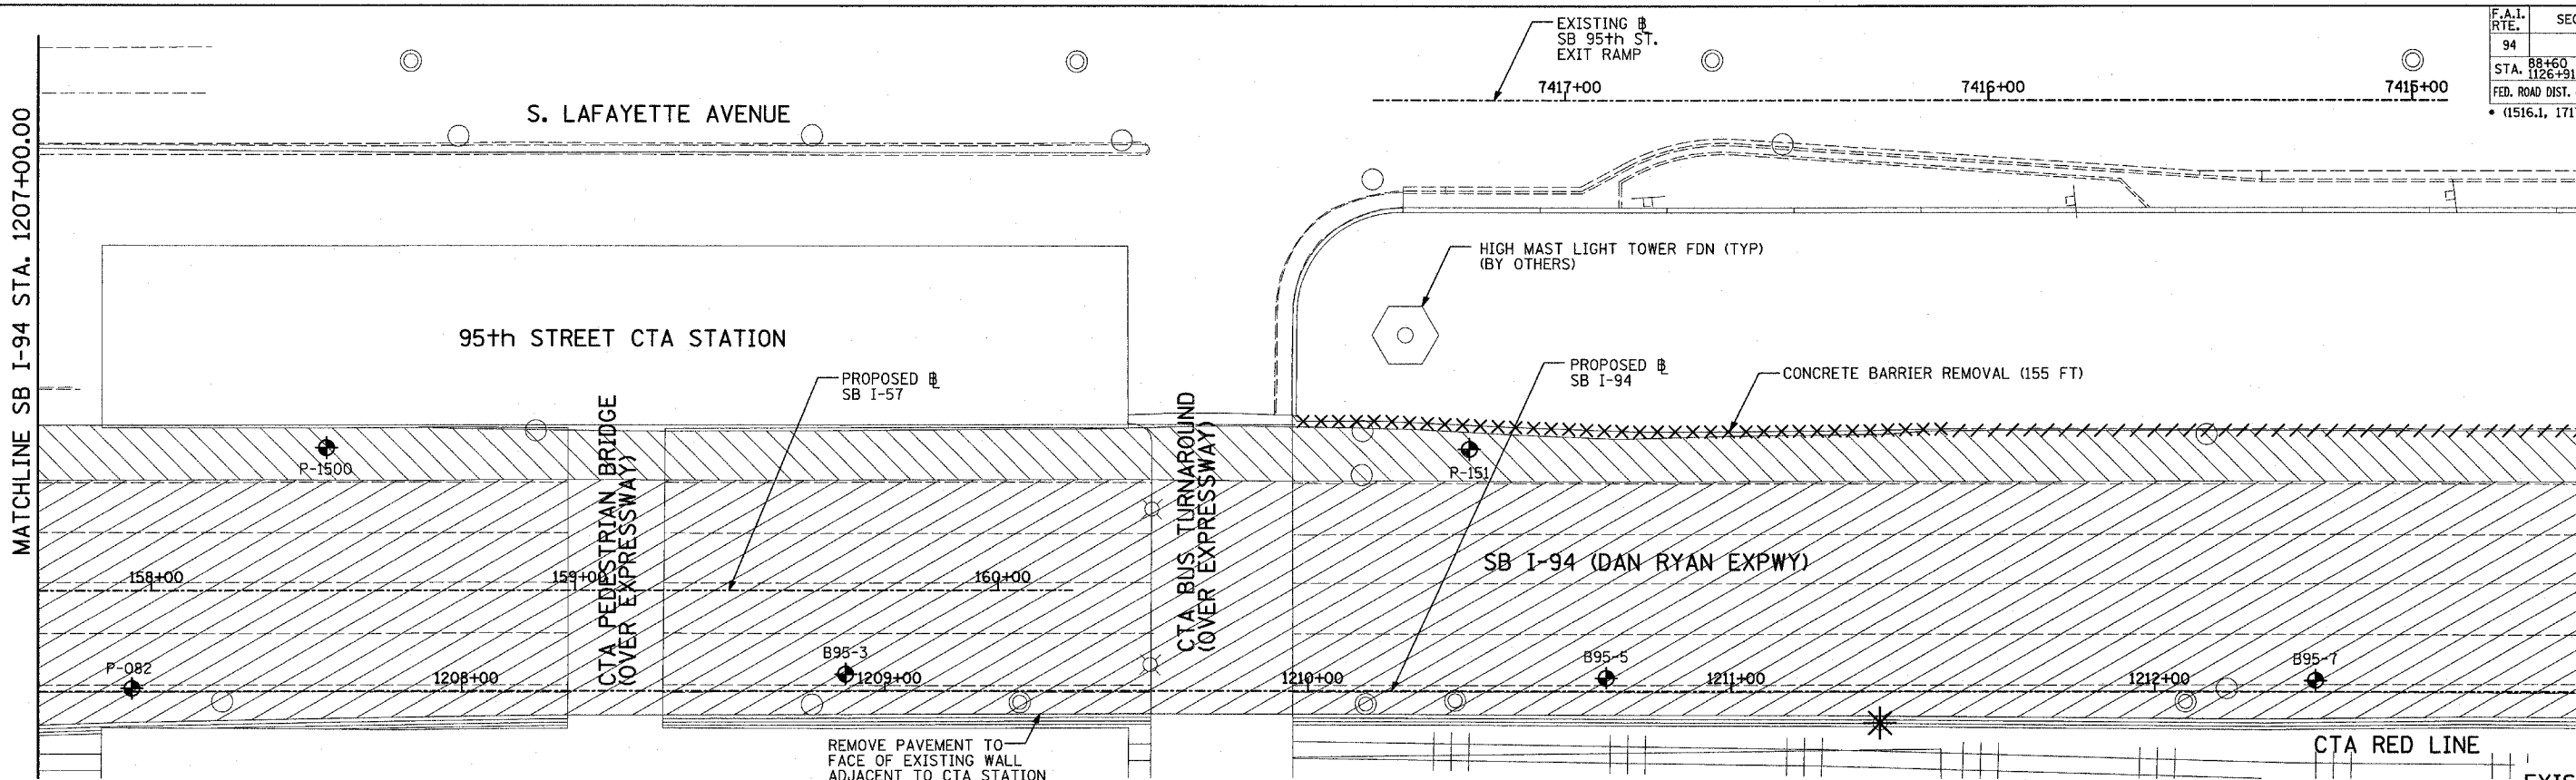 EXISTING B
SB 95th ST.
EXIT RAMP
F.A.I.
RTE.
94
STA. 88+60
1126+91
FED. ROAD DIST.
7417+00
7416+00
7415+00
S. LAFAYETTE AVENUE
MATCHLINE SB I-94 STA. 1207+00.00
HIGH MAST LIGHT TOWER FDN (TYP)
(BY OTHERS)
95th STREET CTA STATION
PROPOSED B
SB I-57
PROPOSED B
SB I-94
CONCRETE BARRIER REMOVAL (155 FT)
CTA PEDESTRIAN BRIDGE
(OVER EXPRESSWAY)
CTA BUS TURNAROUND
(OVER EXPRESSWAY)
P-1500
P-151
SB I-94 (DAN RYAN EXPWY)
158+00
159+00
160+00
P-082
B95-3
B95-5
B95-7
1208+00
1209+00
1210+00
1211+00
1212+00
REMOVE PAVEMENT TO
FACE OF EXISTING WALL
ADJACENT TO CTA STATION
CTA RED LINE